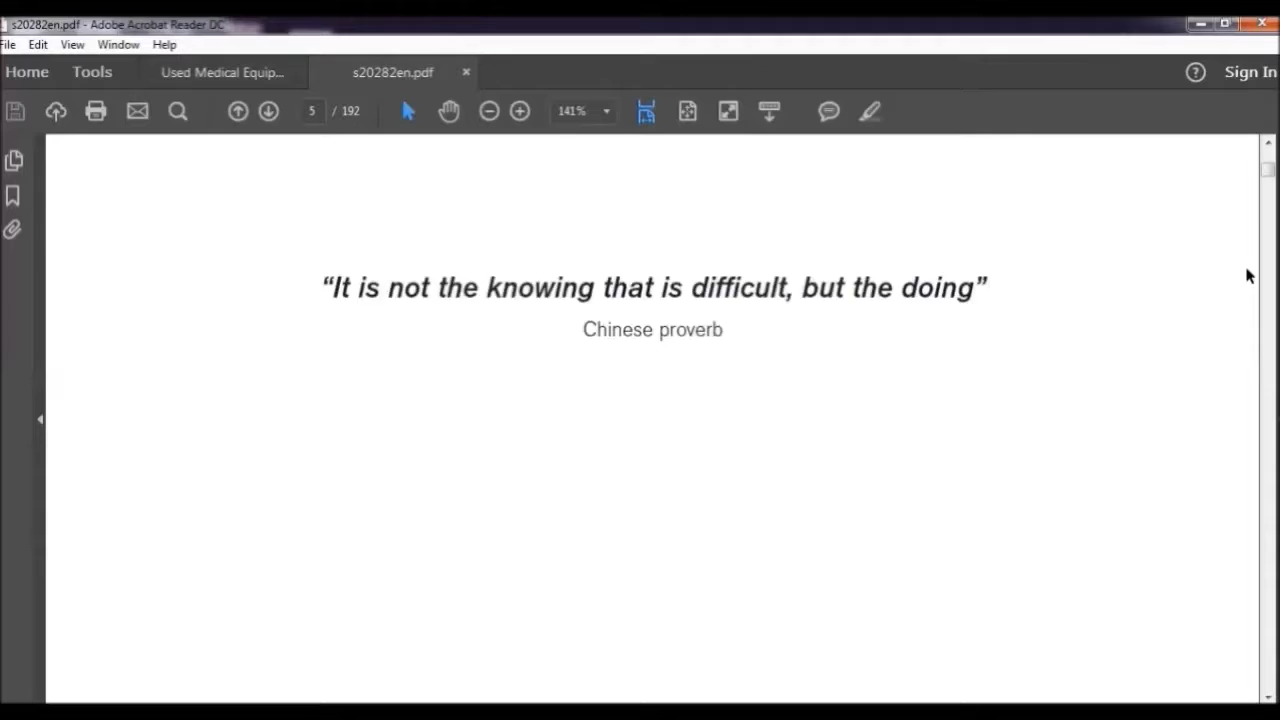 s20282en.pdf - Adobe Acrobat Reader DC
File Edit View Window Help
Home Tools Used Medical Equip... s20282en.pdf × ? Sign In
5 / 192 141%
“It is not the knowing that is difficult, but the doing”
Chinese proverb